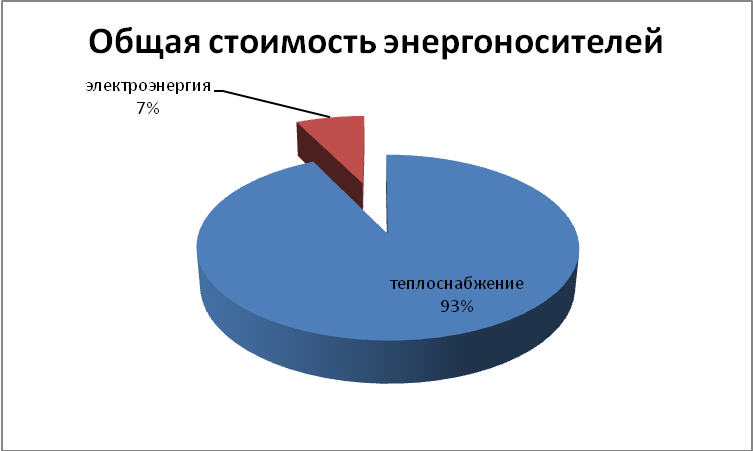 Общая стоимость энергоносителей
электроэнергия
7%
теплоснабжение
93%